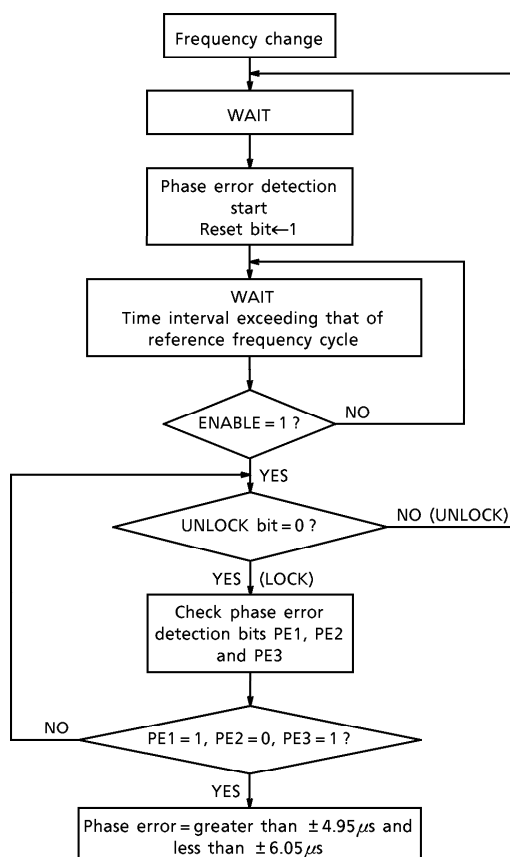 Frequency change
WAIT
Phase error detection
start
Reset bit←1
WAIT
Time interval exceeding that of
reference frequency cycle
ENABLE = 1 ?
NO
YES
UNLOCK bit = 0 ?
NO (UNLOCK)
YES (LOCK)
Check phase error
detection bits PE1, PE2
and PE3
NO
PE1 = 1, PE2 = 0, PE3 = 1 ?
YES
Phase error = greater than ±4.95μs and
less than ±6.05μs